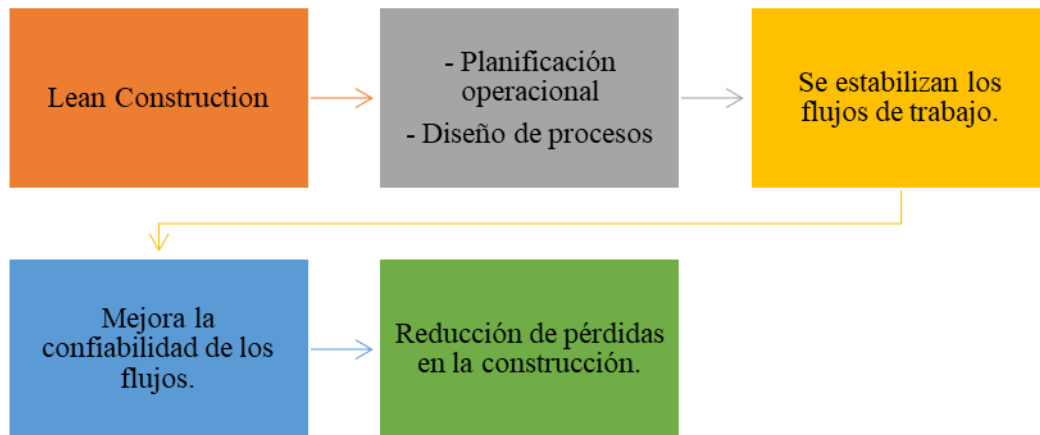 Lean Construction
- Planificación
operacional
- Diseño de procesos
Se estabilizan los
flujos de trabajo.
Mejora la
confiabilidad de los
flujos.
Reducción de pérdidas
en la construcción.